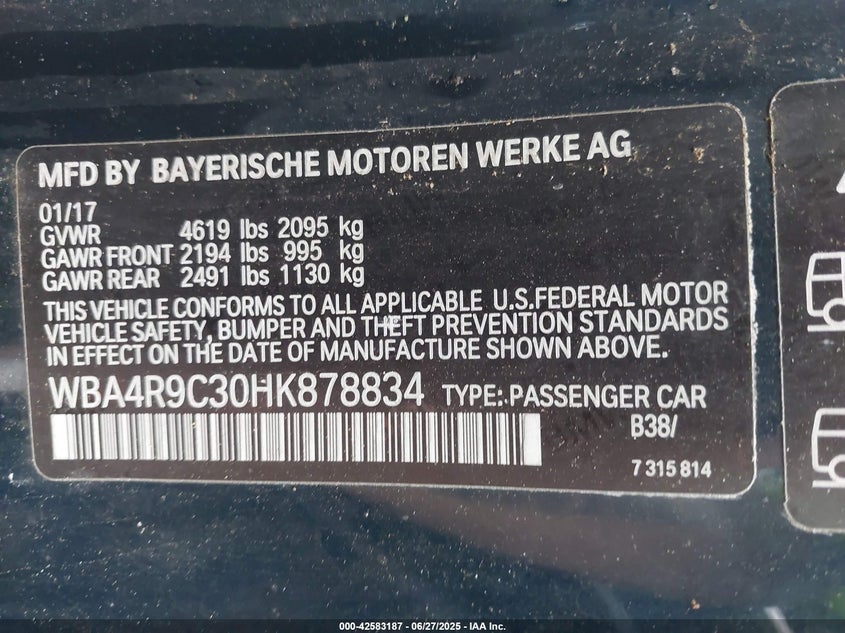 MFD BY BAYERISCHE MOTOREN WERKE AG
01/17
GVWR 4619 lbs 2095 kg
GAWR FRONT 2194 lbs 995 kg
GAWR REAR 2491 lbs 1130 kg
THIS VEHICLE CONFORMS TO ALL APPLICABLE U.S.FEDERAL MOTOR
VEHICLE SAFETY, BUMPER AND THEFT PREVENTION STANDARDS
IN EFFECT ON THE DATE OF MANUFACTURE SHOWN ABOVE.
WBA4R9C30HK878834 TYPE: PASSENGER CAR
B38/
7 315 814
000-42583187 - 06/27/2025 - IAA Inc.